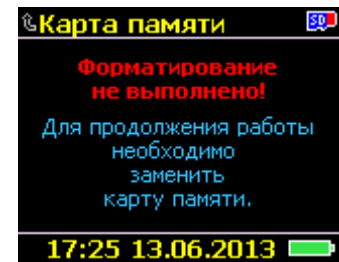 Карта памяти SD
Форматирование
не выполнено!
Для продолжения работы
необходимо
заменить
карту памяти.
17:25 13.06.2013